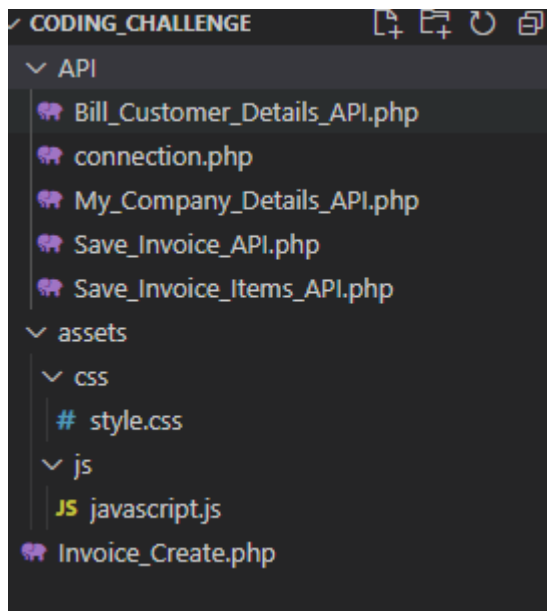 CODING_CHALLENGE
API
Bill_Customer_Details_API.php
connection.php
My_Company_Details_API.php
Save_Invoice_API.php
Save_Invoice_Items_API.php
assets
css
# style.css
js
JS javascript.js
Invoice_Create.php